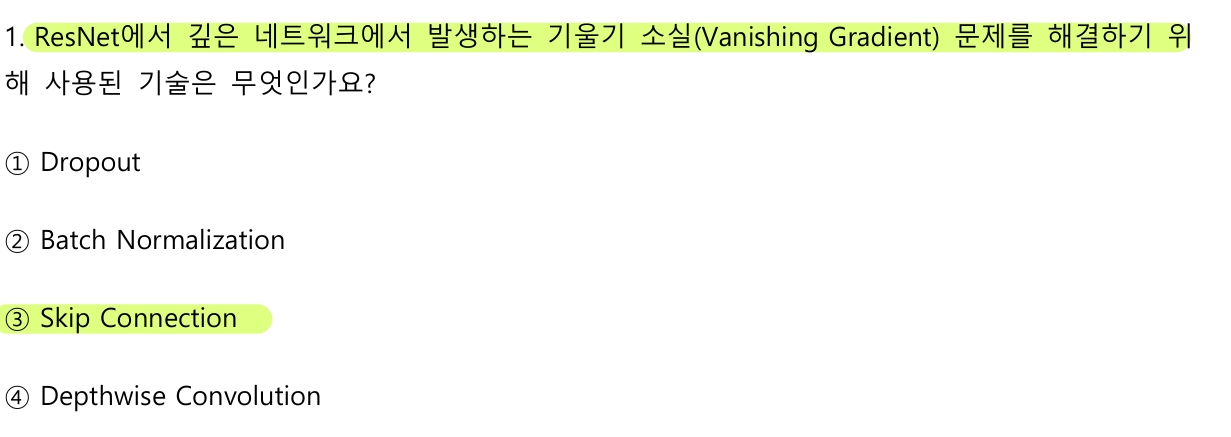 1. ResNet에서 깊은 네트워크에서 발생하는 기울기 소실(Vanishing Gradient) 문제를 해결하기 위
해 사용된 기술은 무엇인가요?
① Dropout
② Batch Normalization
③ Skip Connection
④ Depthwise Convolution